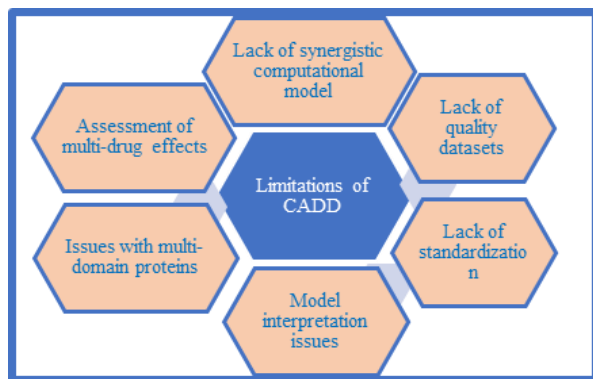 Lack of synergistic
computational
model
Assessment of
multi-drug effects
Lack of
quality
datasets
Limitations of
CADD
Issues with multi-
domain proteins
Lack of
standardizatio
n
Model
interpretation
issues